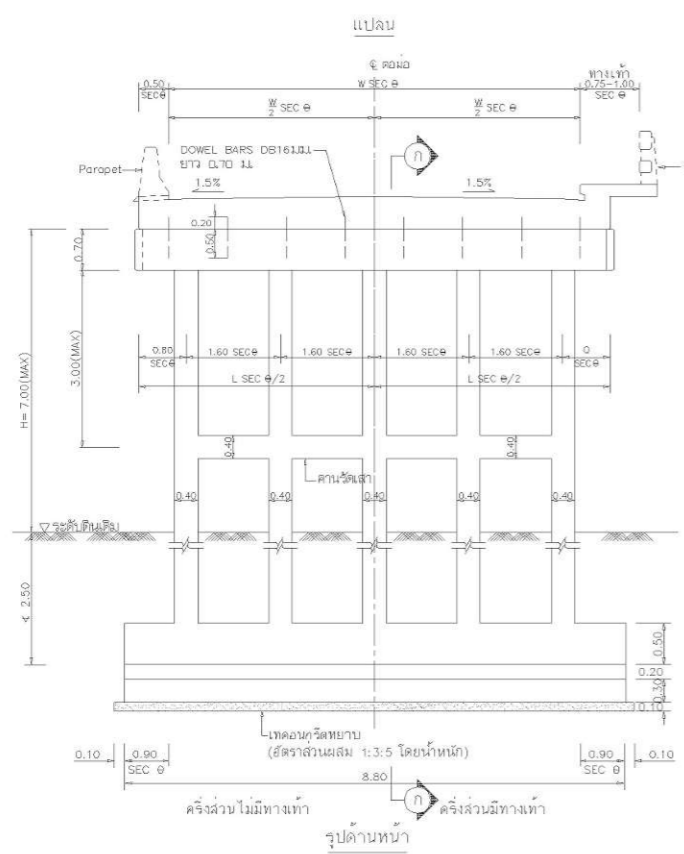 แปลน
℄ ตอม่อ
ทางเท้า
0.50
SECθ
W SEC θ
0.75-1.00
SEC θ
W/2 SEC θ
W/2 SEC θ
DOWEL BARS DB16 มม.
ยาว 0.70 ม.
ก
Parapet
1.5%
1.5%
0.20
0.50
0.70
H= 7.00(MAX)
3.00(MAX)
0.80
SECθ
1.60 SECθ
1.60 SECθ
1.60 SECθ
1.60 SECθ
SECθ
L SEC θ/2
L SEC θ/2
0.40
0.40
คานรัดเสา
0.40
0.40
0.40
0.40
0.40
ระดับดินเดิม
2.50
0.50
0.20
0.30
0.10
เทคอนกรีตหยาบ
(อัตราส่วนผสม 1:3:5 โดยน้ำหนัก)
0.10
0.90
SEC θ
0.90
SEC θ
0.10
8.80
ครึ่งส่วนไม่มีทางเท้า
ก
ครึ่งส่วนมีทางเท้า
รูปด้านหน้า